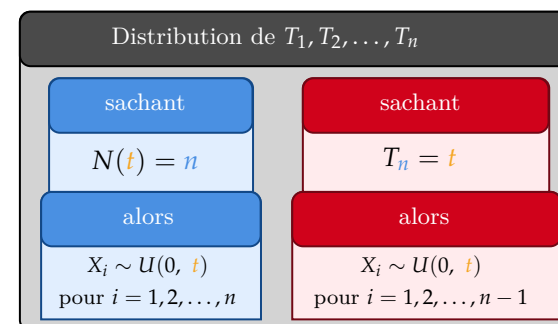 Distribution de T₁, T₂, . . . , Tₙ
sachant
N(t) = n
alors
Xᵢ ∼ U(0, t)
pour i = 1, 2, . . . , n
sachant
Tₙ = t
alors
Xᵢ ∼ U(0, t)
pour i = 1, 2, . . . , n − 1